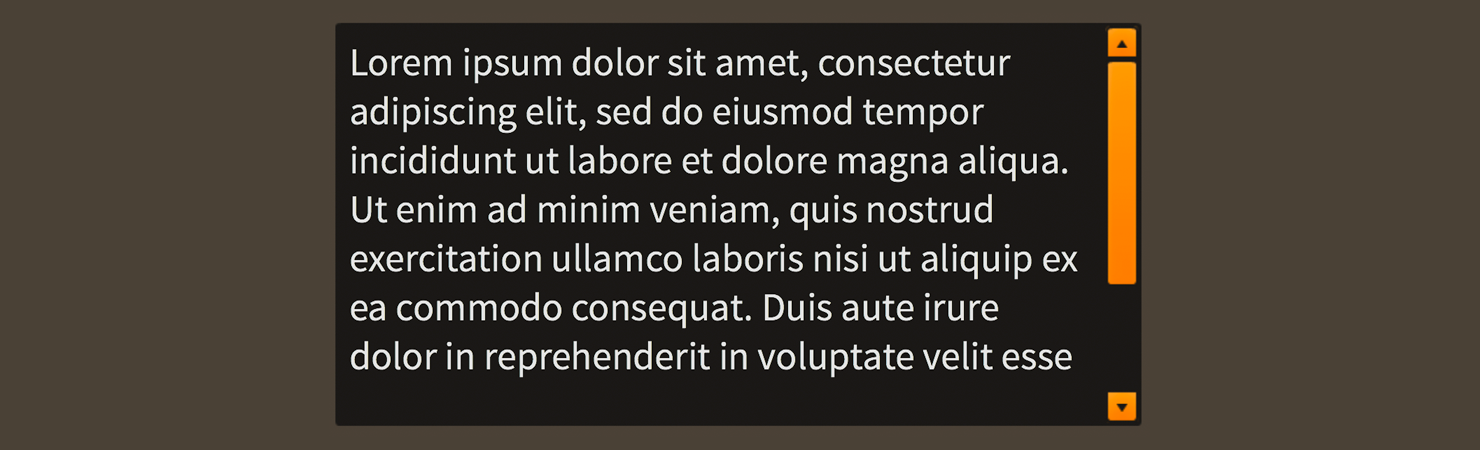 Lorem ipsum dolor sit amet, consectetur
adipiscing elit, sed do eiusmod tempor
incididunt ut labore et dolore magna aliqua.
Ut enim ad minim veniam, quis nostrud
exercitation ullamco laboris nisi ut aliquip ex
ea commodo consequat. Duis aute irure
dolor in reprehenderit in voluptate velit esse